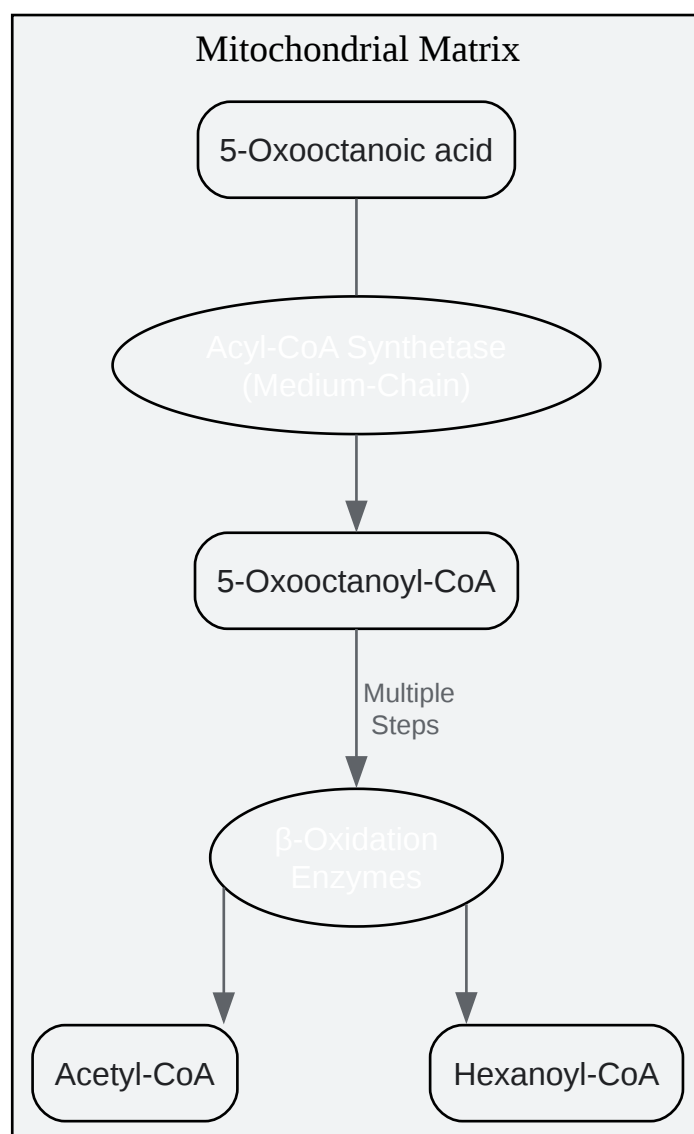 Mitochondrial Matrix
5-Oxooctanoic acid
Acyl-CoA Synthetase
(Medium-Chain)
5-Oxooctanoyl-CoA
Multiple
Steps
β-Oxidation
Enzymes
Acetyl-CoA
Hexanoyl-CoA